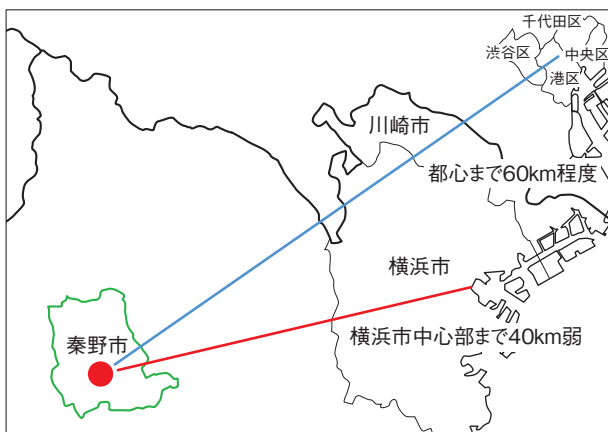 千代田区
渋谷区
中央区
港区
川崎市
都心まで60km程度
横浜市
横浜市中心部まで40km弱
秦野市